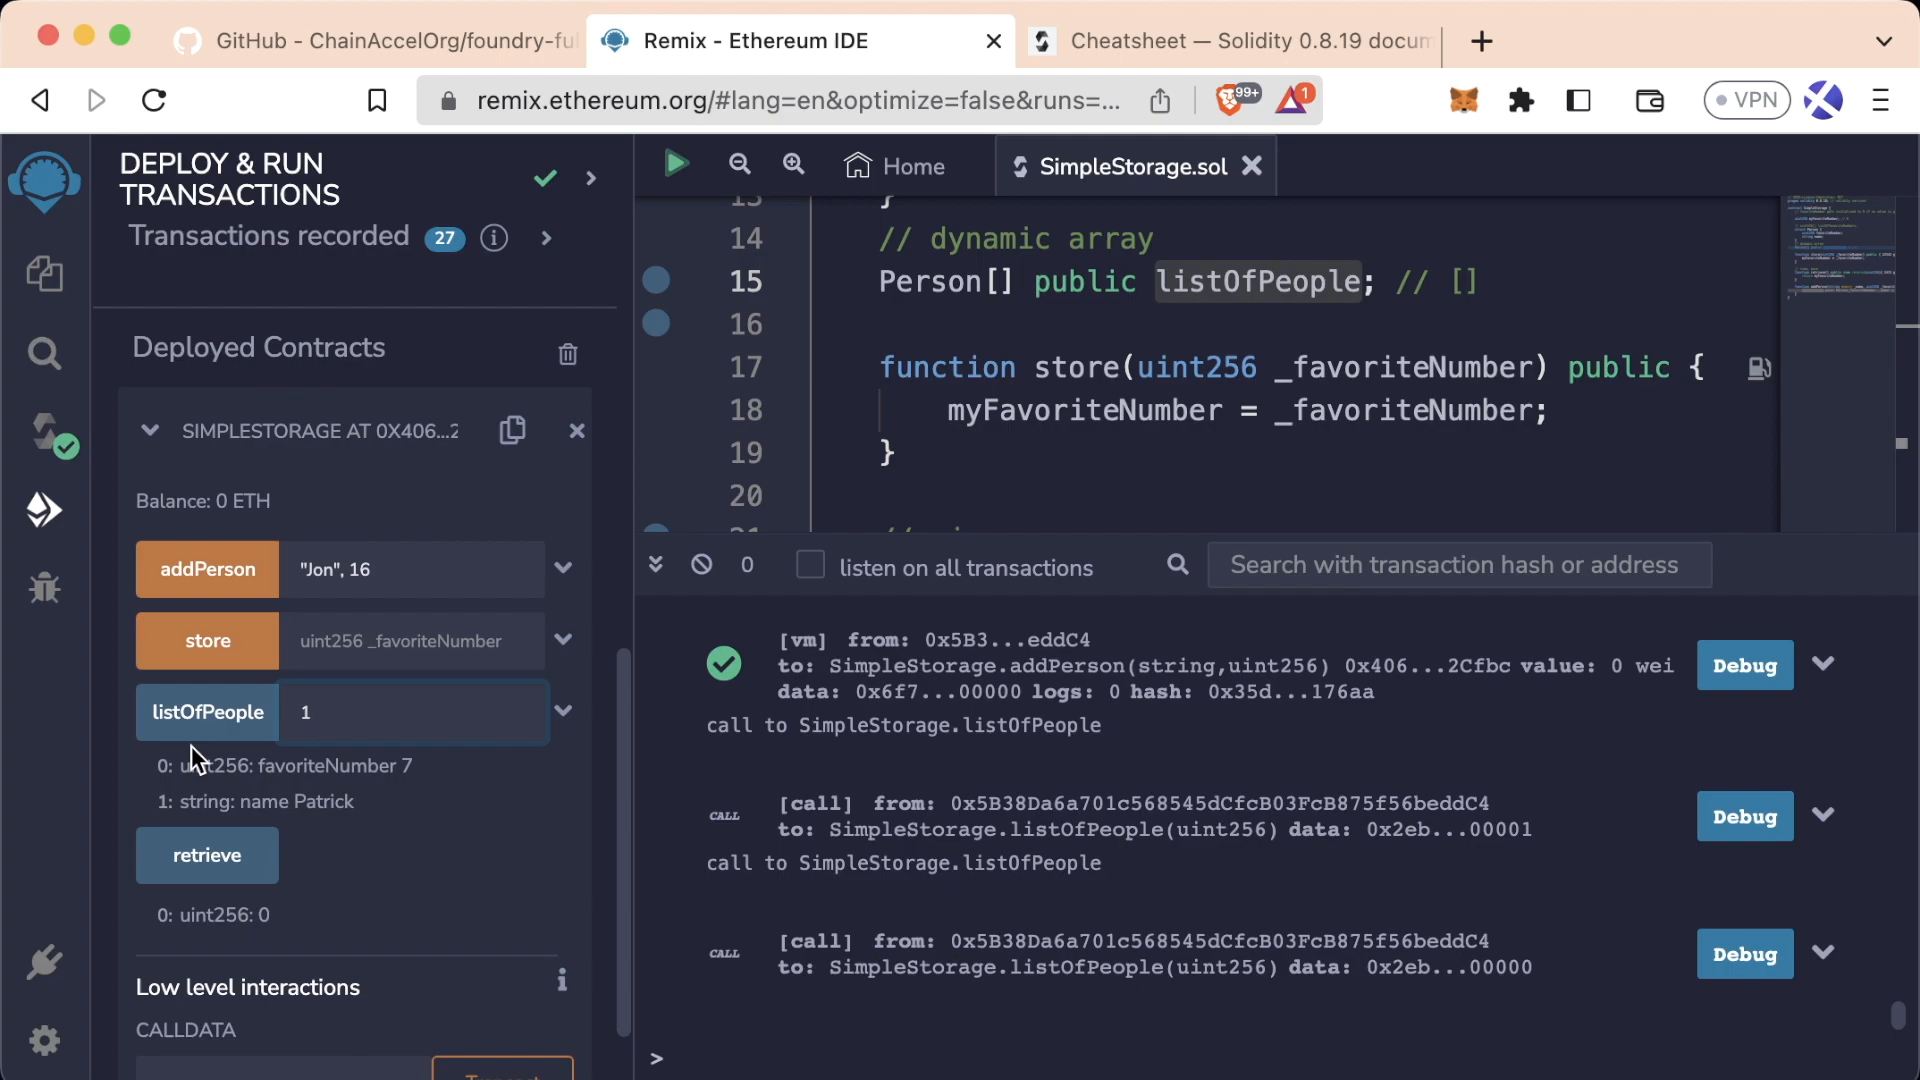 GitHub - ChainAccelOrg/foundry-ful
Remix - Ethereum IDE
Cheatsheet — Solidity 0.8.19 docum
remix.ethereum.org/#lang=en&optimize=false&runs=...
99+
1
VPN
DEPLOY & RUN
TRANSACTIONS
Transactions recorded 27 i
Deployed Contracts
SIMPLESTORAGE AT 0X406...2
Balance: 0 ETH
addPerson "Jon", 16
store uint256 _favoriteNumber
listOfPeople 1
0: uint256: favoriteNumber 7
1: string: name Patrick
retrieve
0: uint256: 0
Low level interactions
CALLDATA
Home
SimpleStorage.sol
13 }
14 // dynamic array
15 Person[] public listOfPeople; // []
16
17 function store(uint256 _favoriteNumber) public {
18 myFavoriteNumber = _favoriteNumber;
19 }
20
21
0
listen on all transactions
Search with transaction hash or address
[vm] from: 0x5B3...eddC4
to: SimpleStorage.addPerson(string,uint256) 0x406...2Cfbc value: 0 wei
data: 0x6f7...00000 logs: 0 hash: 0x35d...176aa
Debug
call to SimpleStorage.listOfPeople
CALL
[call] from: 0x5B38Da6a701c568545dCfcB03FcB875f56beddC4
to: SimpleStorage.listOfPeople(uint256) data: 0x2eb...00001
Debug
call to SimpleStorage.listOfPeople
CALL
[call] from: 0x5B38Da6a701c568545dCfcB03FcB875f56beddC4
to: SimpleStorage.listOfPeople(uint256) data: 0x2eb...00000
Debug
>